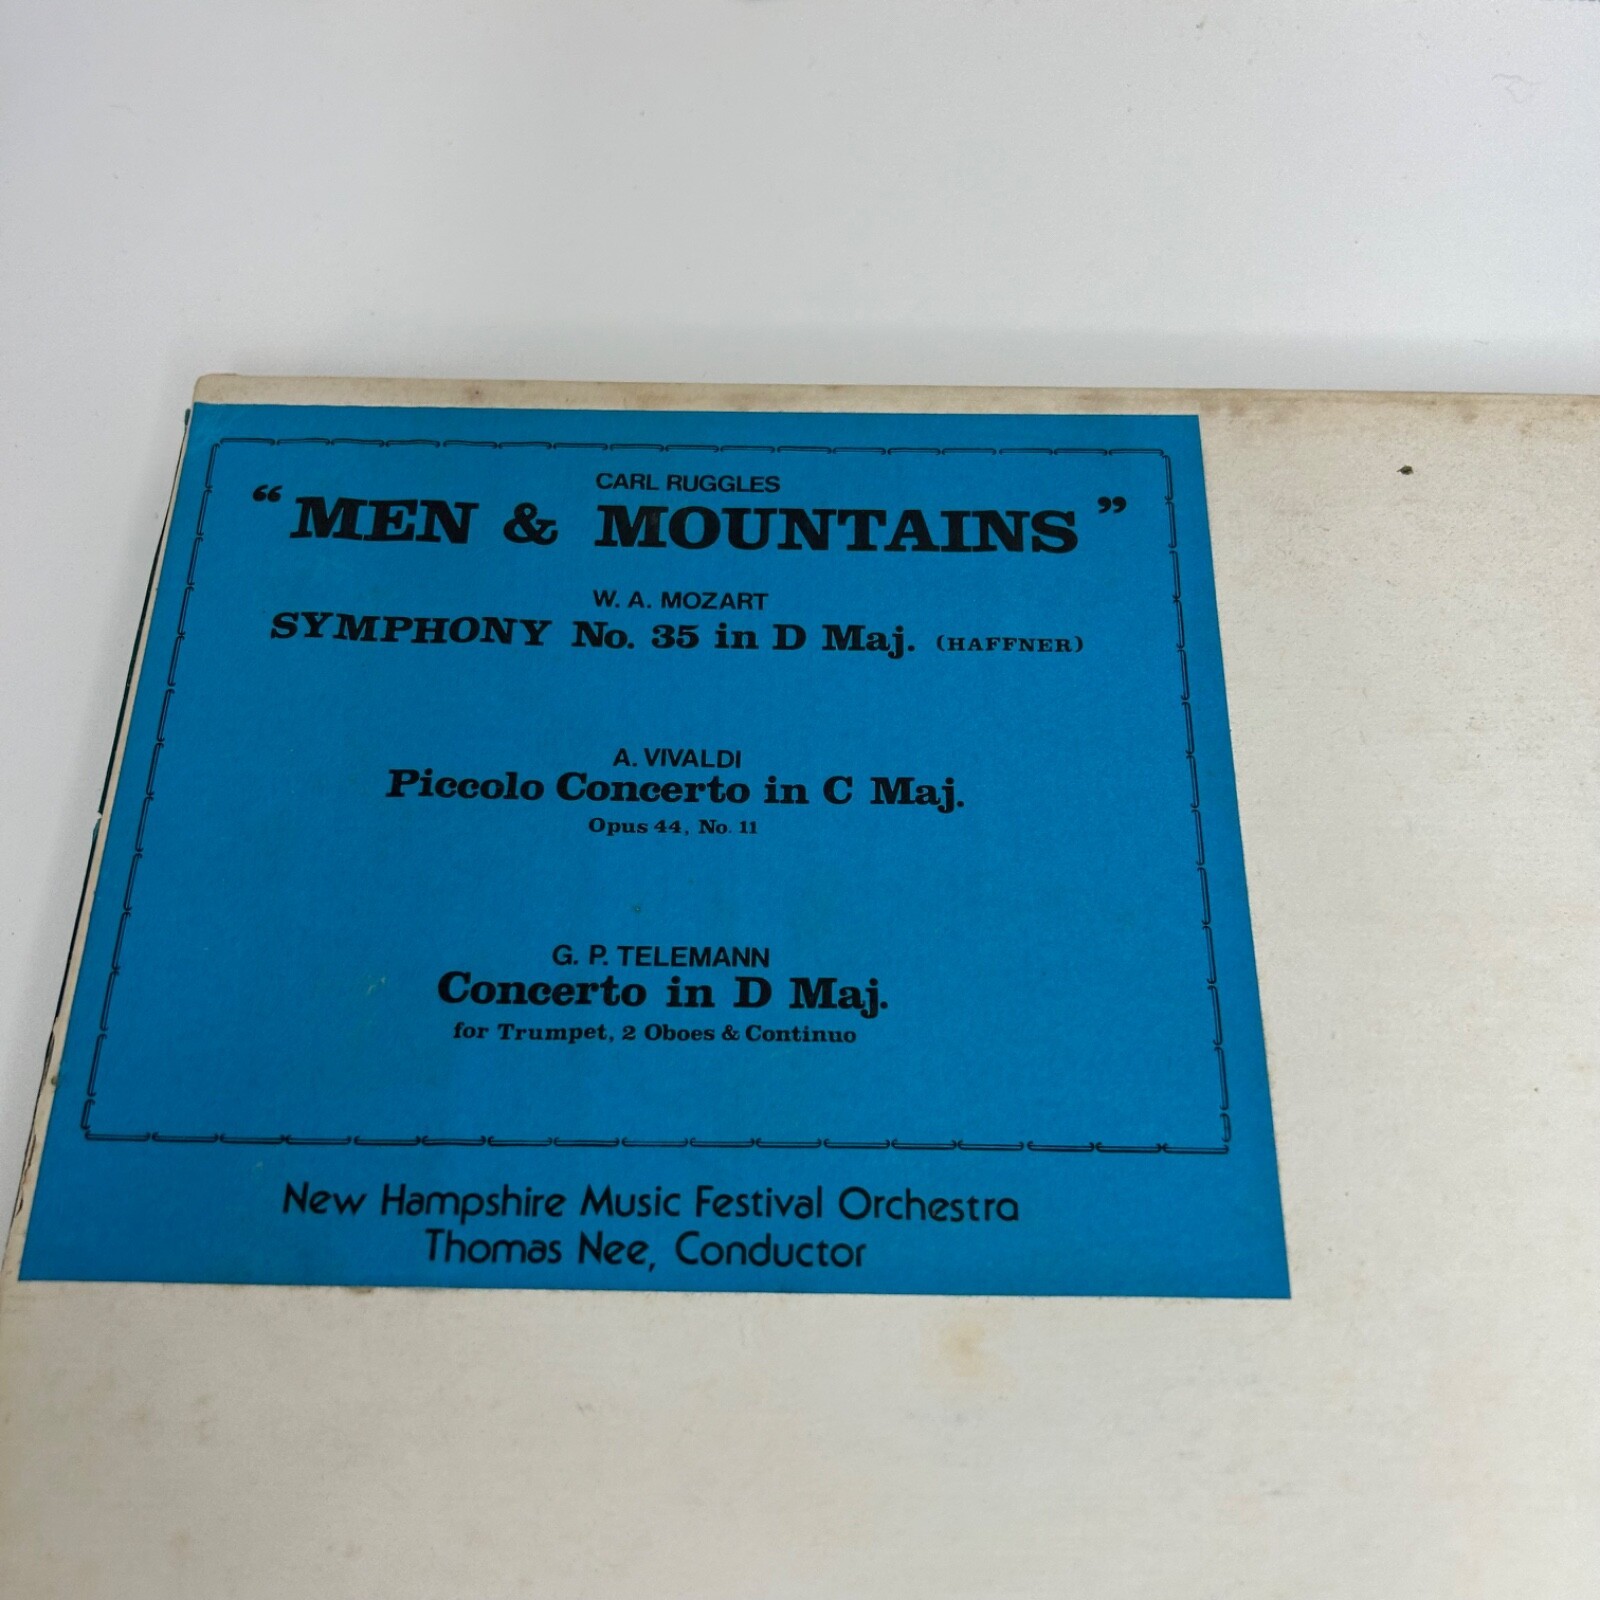 CARL RUGGLES
“MEN & MOUNTAINS”
W. A. MOZART
SYMPHONY No. 35 in D Maj. (HAFFNER)
A. VIVALDI
Piccolo Concerto in C Maj.
Opus 44, No. 11
G. P. TELEMANN
Concerto in D Maj.
for Trumpet, 2 Oboes & Continuo
New Hampshire Music Festival Orchestra
Thomas Nee, Conductor